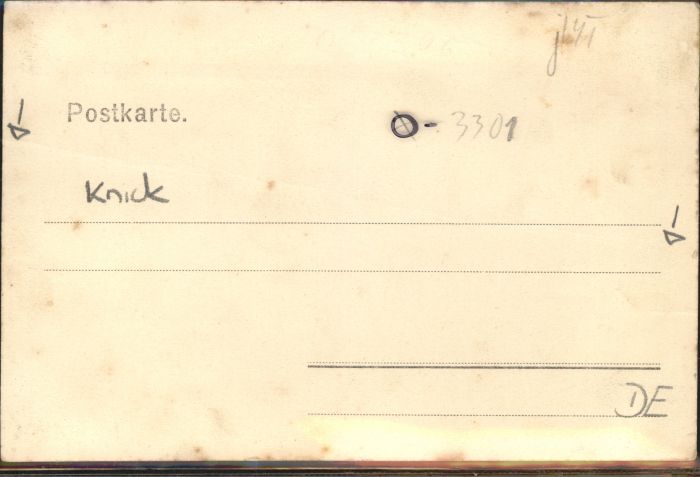 Postkarte.
O- 3301
Knick
DE